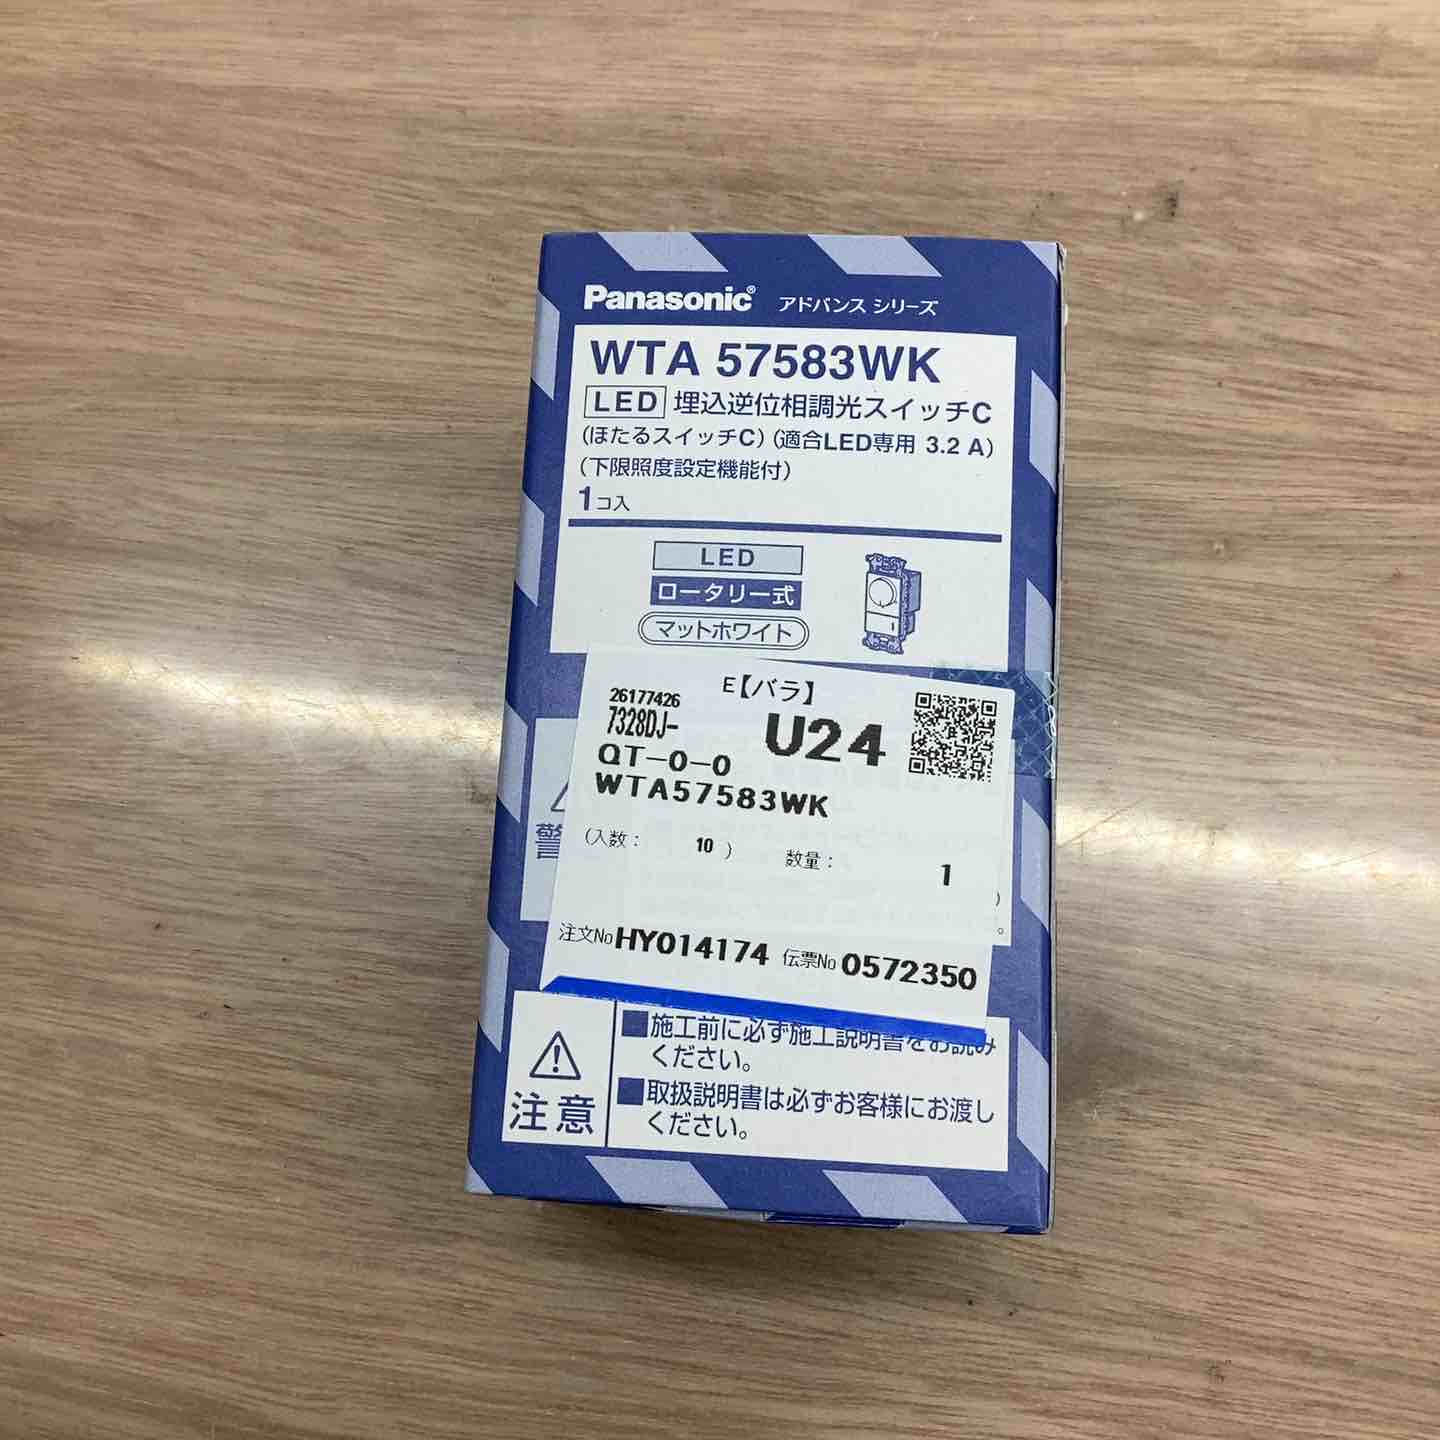 Panasonic® アドバンス シリーズ
WTA 57583WK
LED 埋込逆位相調光スイッチC
(ほたるスイッチC)(適合LED専用 3.2 A)
(下限照度設定機能付)
1コ入
LED
ロータリー式
マットホワイト
E【バラ】
26177426
7328DJ-
U24
QT-0-0
WTA57583WK
(入数: 10 ) 数量: 1
注文No HY014174 伝票No 0572350
警
注意
■施工前に必ず施工説明書をお読み
ください。
■取扱説明書は必ずお客様にお渡し
ください。